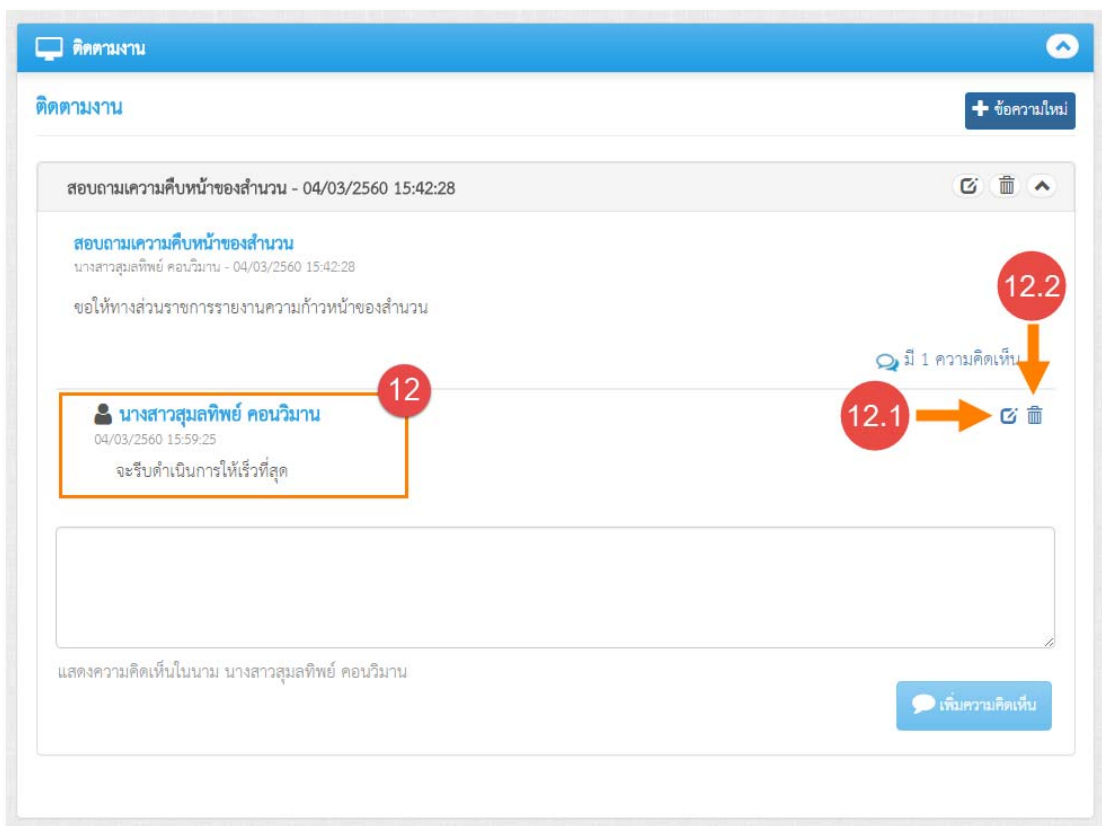 ติดตามงาน
ติดตามงาน
ข้อความใหม่
สอบถามเความคืบหน้าของสำนวน - 04/03/2560 15:42:28
สอบถามเความคืบหน้าของสำนวน
นางสาวสุมลทิพย์ คอนวิมาน - 04/03/2560 15:42:28
ขอให้ทางส่วนราชการรายงานความก้าวหน้าของสำนวน
12.2
มี 1 ความคิดเห็น
12
นางสาวสุมลทิพย์ คอนวิมาน
12.1
04/03/2560 15:59:25
จะรีบดำเนินการให้เร็วที่สุด
แสดงความคิดเห็นในนาม นางสาวสุมลทิพย์ คอนวิมาน
เพิ่มความคิดเห็น